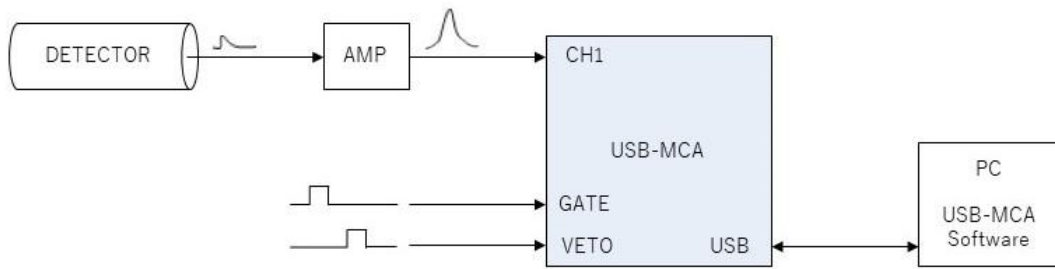 DETECTOR
AMP
CH1
USB-MCA
GATE
VETO
USB
PC
USB-MCA
Software